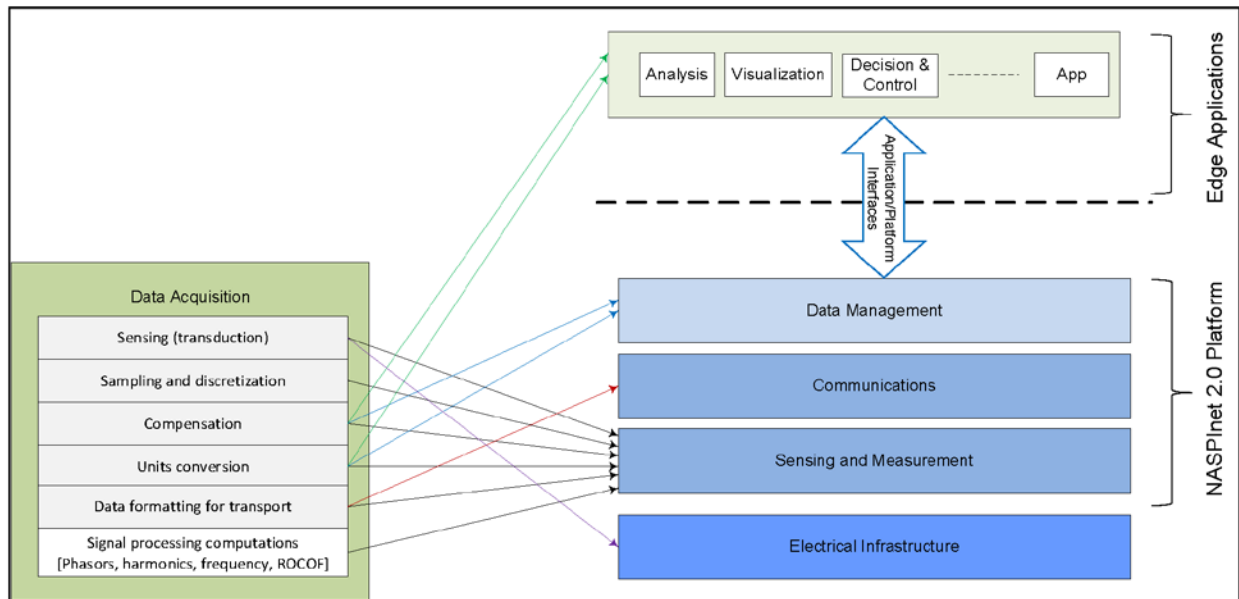 Analysis
Visualization
Decision &
Control
App
Edge Applications
Application/Platform
Interfaces
Data Acquisition
Sensing (transduction)
Sampling and discretization
Compensation
Units conversion
Data formatting for transport
Signal processing computations
[Phasors, harmonics, frequency, ROCOF]
Data Management
Communications
Sensing and Measurement
Electrical Infrastructure
NASPInet 2.0 Platform